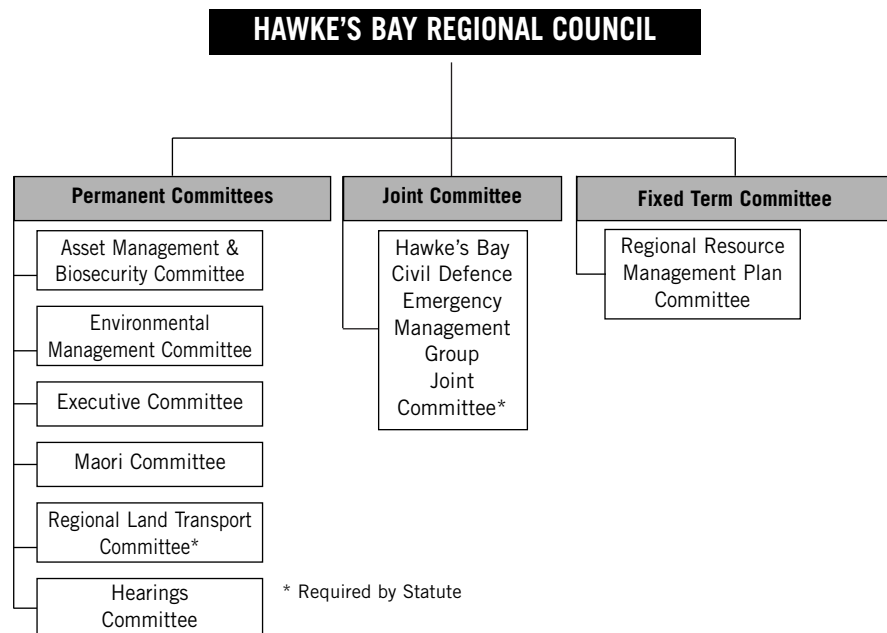 HAWKE'S BAY REGIONAL COUNCIL
Permanent Committees
Asset Management &
Biosecurity Committee
Environmental
Management Committee
Executive Committee
Maori Committee
Regional Land Transport
Committee*
Hearings
Committee
Joint Committee
Hawke's Bay
Civil Defence
Emergency
Management
Group
Joint
Committee*
Fixed Term Committee
Regional Resource
Management Plan
Committee
* Required by Statute